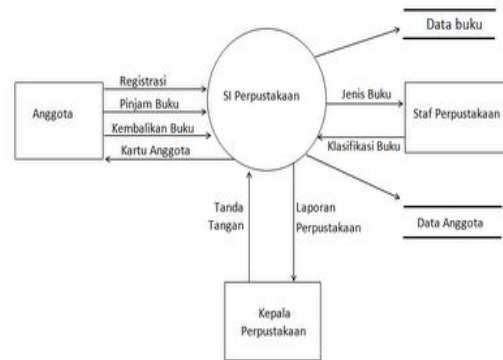 Data buku
Registrasi
SI Perpustakaan
Jenis Buku
Pinjam Buku
Anggota
Staf Perpustakaan
Kembalikan Buku
Klasifikasi Buku
Kartu Anggota
Tanda
Tangan
Laporan
Perpustakaan
Data Anggota
Kepala
Perpustakaan